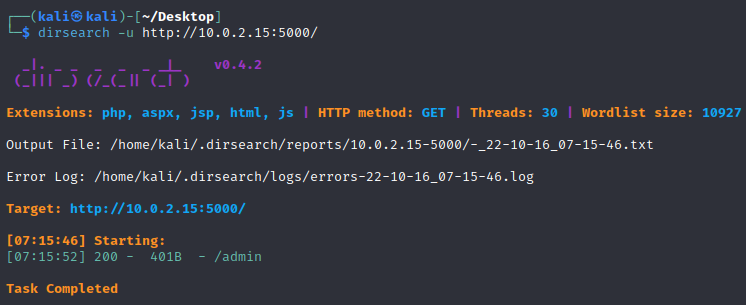 ┌──(kali㉿kali)-[~/Desktop]
└─$ dirsearch -u http://10.0.2.15:5000/
  _|. _ _  _  _  _ _|_    v0.4.2
 (_||| _) (/_(_|| (_| )
Extensions: php, aspx, jsp, html, js | HTTP method: GET | Threads: 30 | Wordlist size: 10927
Output File: /home/kali/.dirsearch/reports/10.0.2.15-5000/-_22-10-16_07-15-46.txt
Error Log: /home/kali/.dirsearch/logs/errors-22-10-16_07-15-46.log
Target: http://10.0.2.15:5000/
[07:15:46] Starting:
[07:15:52] 200 -  401B  - /admin
Task Completed